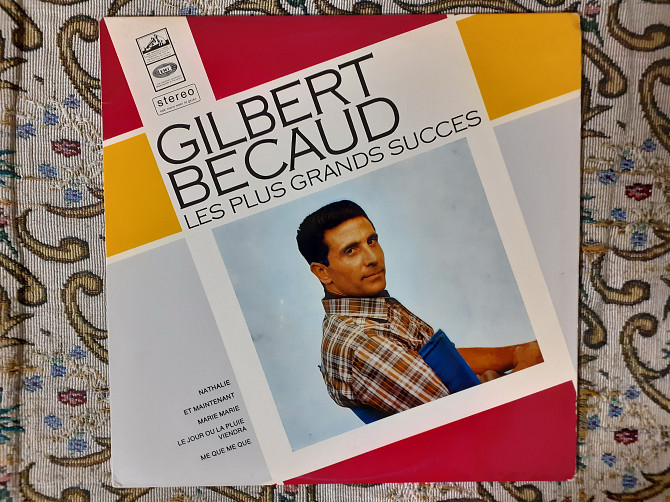 EMI
stereo
GILBERT
BECAUD
LES PLUS GRANDS SUCCES
NATHALIE
ET MAINTENANT
MARIE MARIE
LE JOUR OU LA PLUIE
VIENDRA
ME QUE ME QUE